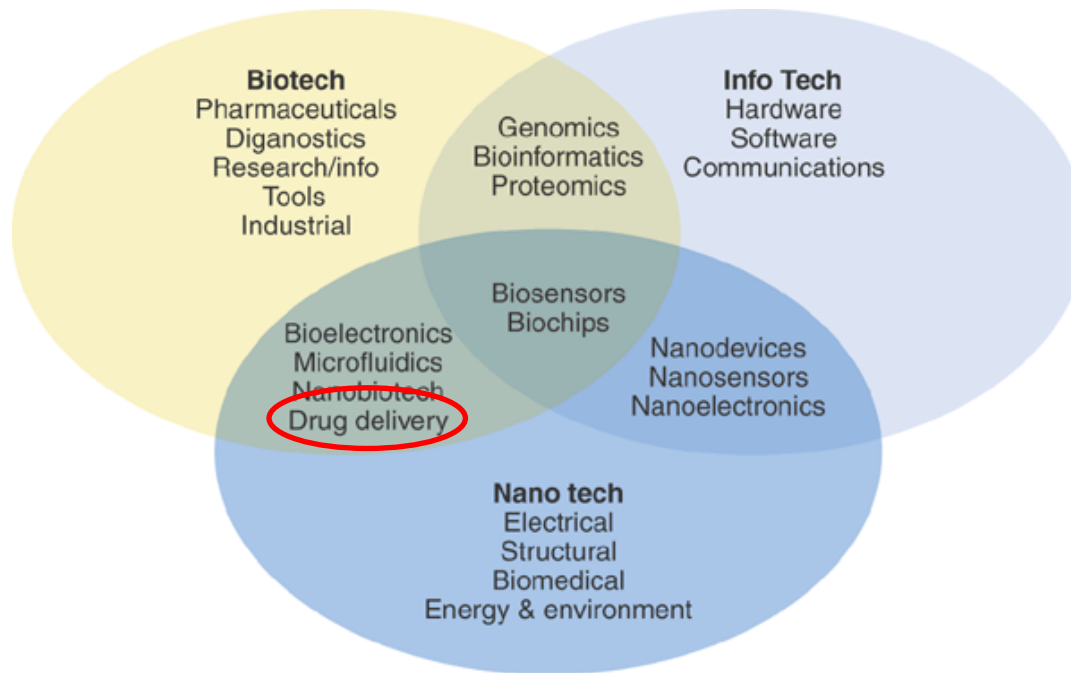 Biotech
Pharmaceuticals
Diganostics
Research/info
Tools
Industrial
Genomics
Bioinformatics
Proteomics
Info Tech
Hardware
Software
Communications
Biosensors
Biochips
Bioelectronics
Microfluidics
Nanobiotech
Drug delivery
Nanodevices
Nanosensors
Nanoelectronics
Nano tech
Electrical
Structural
Biomedical
Energy & environment